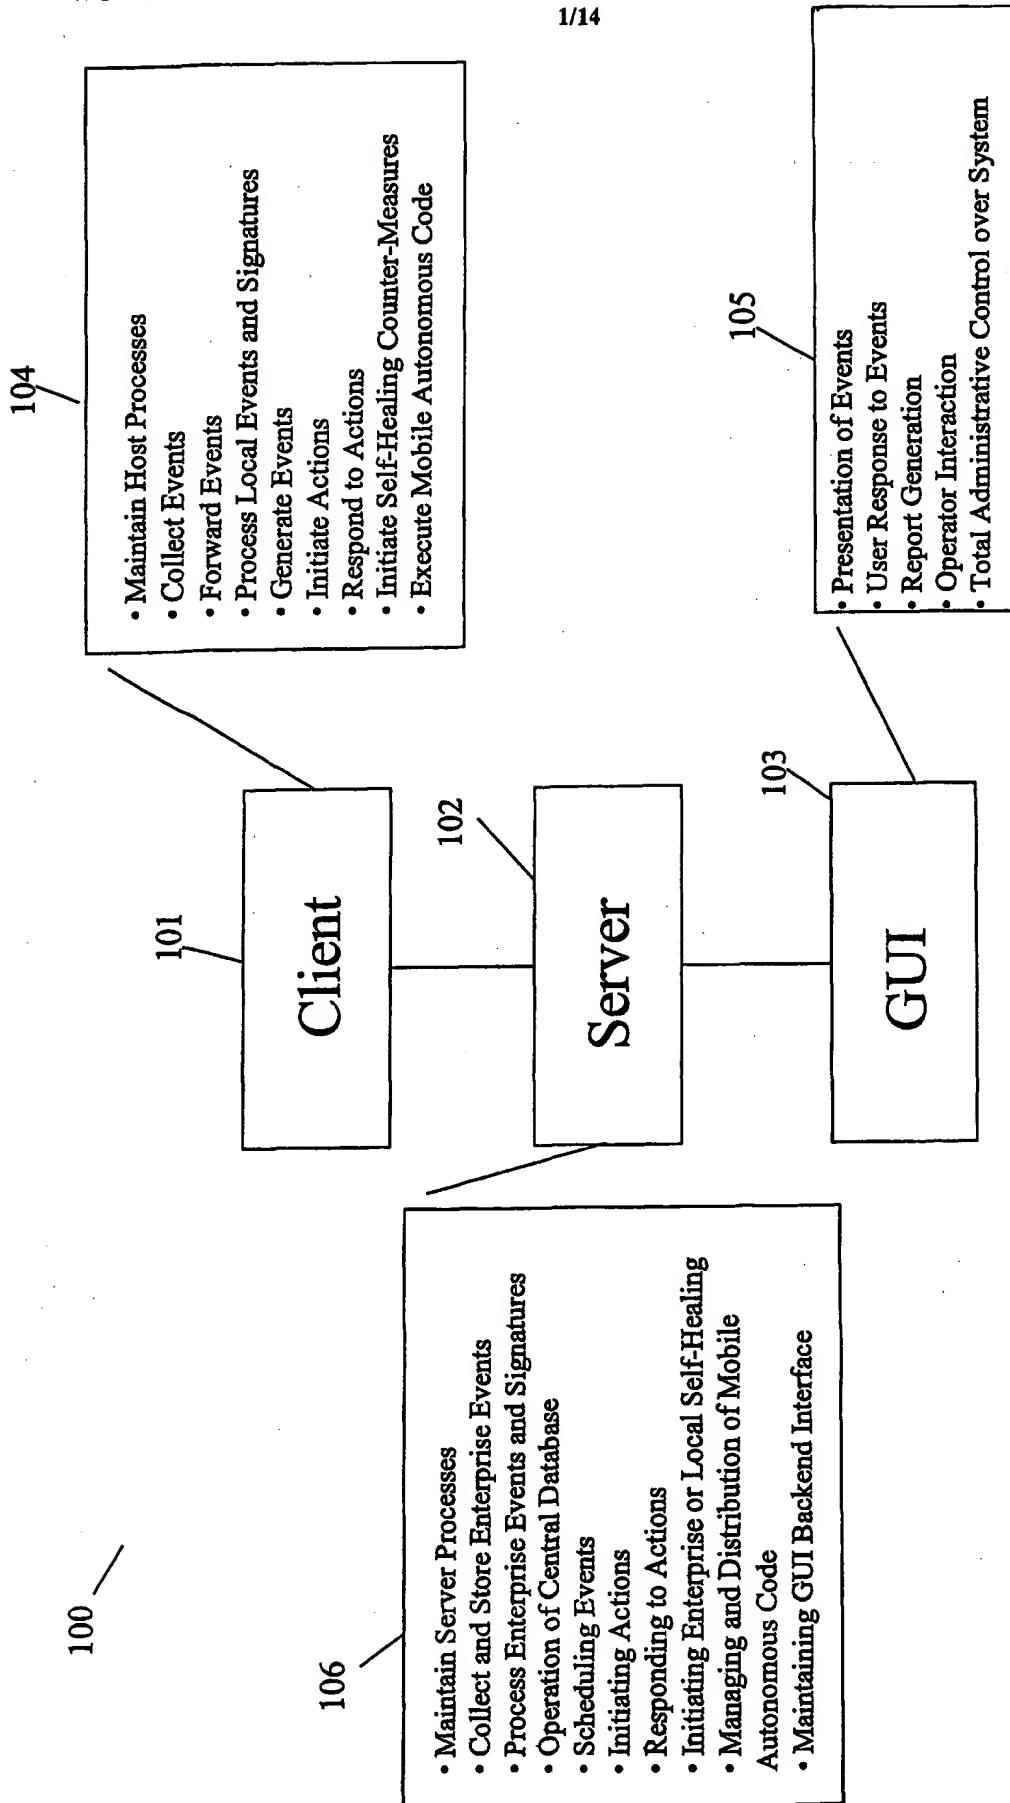 1/14
100
101
Client
102
Server
103
GUI
104
• Maintain Host Processes
• Collect Events
• Forward Events
• Process Local Events and Signatures
• Generate Events
• Initiate Actions
• Respond to Actions
• Initiate Self-Healing Counter-Measures
• Execute Mobile Autonomous Code
105
• Presentation of Events
• User Response to Events
• Report Generation
• Operator Interaction
• Total Administrative Control over System
106
• Maintain Server Processes
• Collect and Store Enterprise Events
• Process Enterprise Events and Signatures
• Operation of Central Database
• Scheduling Events
• Initiating Actions
• Responding to Actions
• Initiating Enterprise or Local Self-Healing
• Managing and Distribution of Mobile
Autonomous Code
• Maintaining GUI Backend Interface